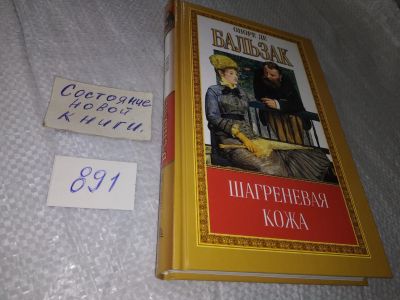 Состояние
новой
книги.
891
ОНОРЕ ДЕ
БАЛЬЗАК
ШАГРЕНЕВАЯ
КОЖА